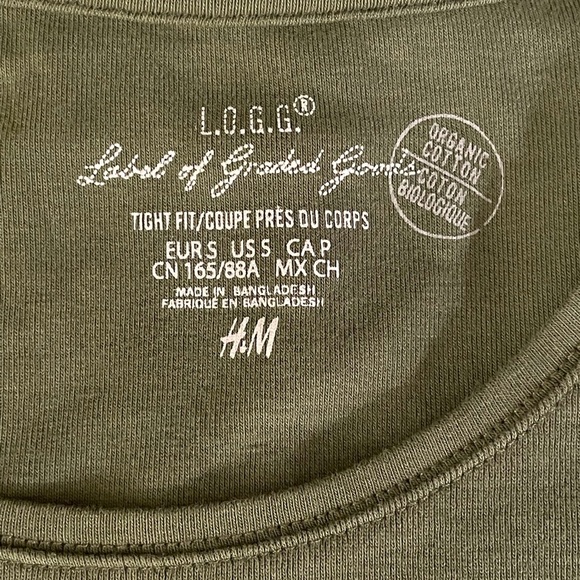 L.O.G.G.®
Label of Graded Goods
ORGANIC
COTTON
COTON
BIOLOGIQUE
TIGHT FIT/COUPE PRÈS DU CORPS
EUR S US S CA P
CN 165/88A MX CH
MADE IN BANGLADESH
FABRIQUÉ EN BANGLADESH
H&M